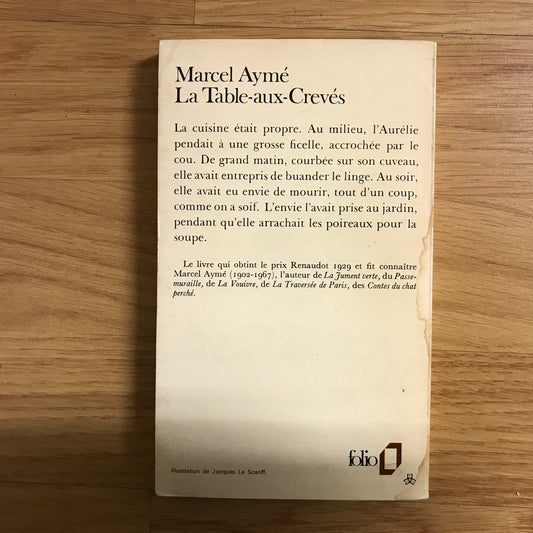 Marcel Aymé
La Table-aux-Crevés
La cuisine était propre. Au milieu, l'Aurélie
pendait à une grosse ficelle, accrochée par le
cou. De grand matin, courbée sur son cuveau,
elle avait entrepris de buander le linge. Au soir,
elle avait eu envie de mourir, tout d'un coup,
comme on a soif. L'envie l'avait prise au jardin,
pendant qu'elle arrachait les poireaux pour la
soupe.
Le livre qui obtint le prix Renaudot 1929 et fit connaître
Marcel Aymé (1902-1967), l'auteur de La Jument verte, du Passe-
muraille, de La Vouivre, de La Traversée de Paris, des Contes du chat
perché.
folio
Illustration de Jacques Le Scanff.